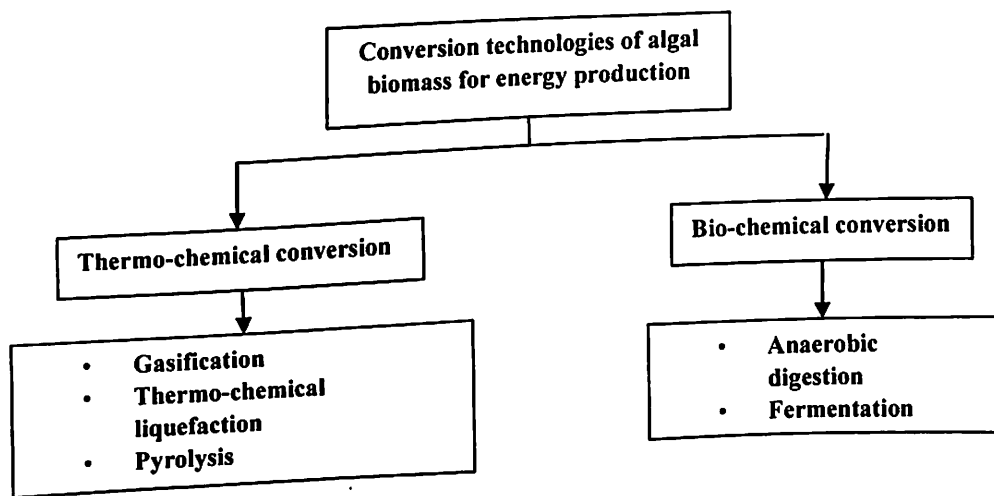 Conversion technologies of algal
biomass for energy production
Thermo-chemical conversion
Bio-chemical conversion
• Gasification
• Thermo-chemical
liquefaction
• Pyrolysis
• Anaerobic
digestion
• Fermentation